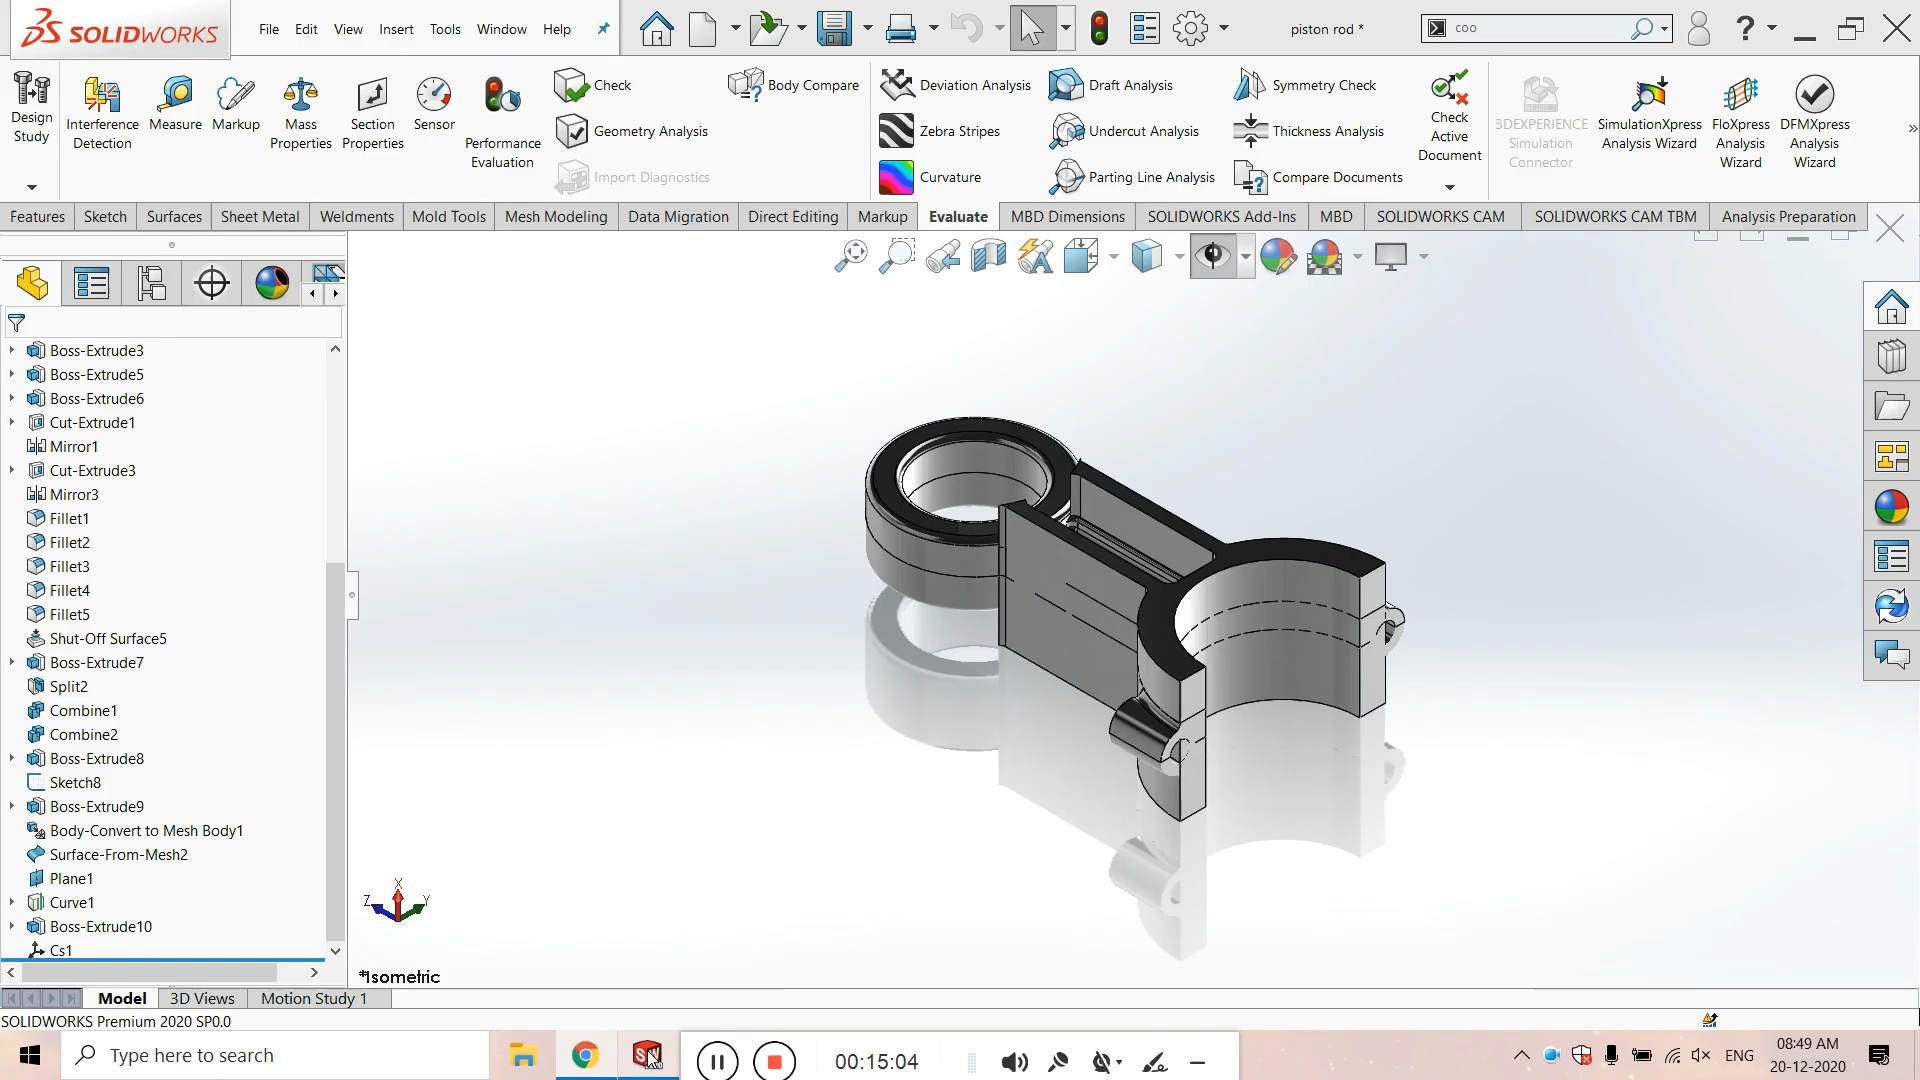 SOLIDWORKS
File Edit View Insert Tools Window Help
piston rod *
coo
?
Design Study
Interference Detection
Measure
Markup
Mass Properties
Section Properties
Sensor
Performance Evaluation
Check
Geometry Analysis
Import Diagnostics
Body Compare
Deviation Analysis
Zebra Stripes
Curvature
Draft Analysis
Undercut Analysis
Parting Line Analysis
Symmetry Check
Thickness Analysis
Compare Documents
Check Active Document
3DEXPERIENCE Simulation Connector
SimulationXpress Analysis Wizard
FloXpress Analysis Wizard
DFMXpress Analysis Wizard
Features Sketch Surfaces Sheet Metal Weldments Mold Tools Mesh Modeling Data Migration Direct Editing Markup Evaluate MBD Dimensions SOLIDWORKS Add-Ins MBD SOLIDWORKS CAM SOLIDWORKS CAM TBM Analysis Preparation
Boss-Extrude3
Boss-Extrude5
Boss-Extrude6
Cut-Extrude1
Mirror1
Cut-Extrude3
Mirror3
Fillet1
Fillet2
Fillet3
Fillet4
Fillet5
Shut-Off Surface5
Boss-Extrude7
Split2
Combine1
Combine2
Boss-Extrude8
Sketch8
Boss-Extrude9
Body-Convert to Mesh Body1
Surface-From-Mesh2
Plane1
Curve1
Boss-Extrude10
Cs1
X
Z Y
*Isometric
Model 3D Views Motion Study 1
SOLIDWORKS Premium 2020 SP0.0
Type here to search
SW
00:15:04
ENG
08:49 AM
20-12-2020